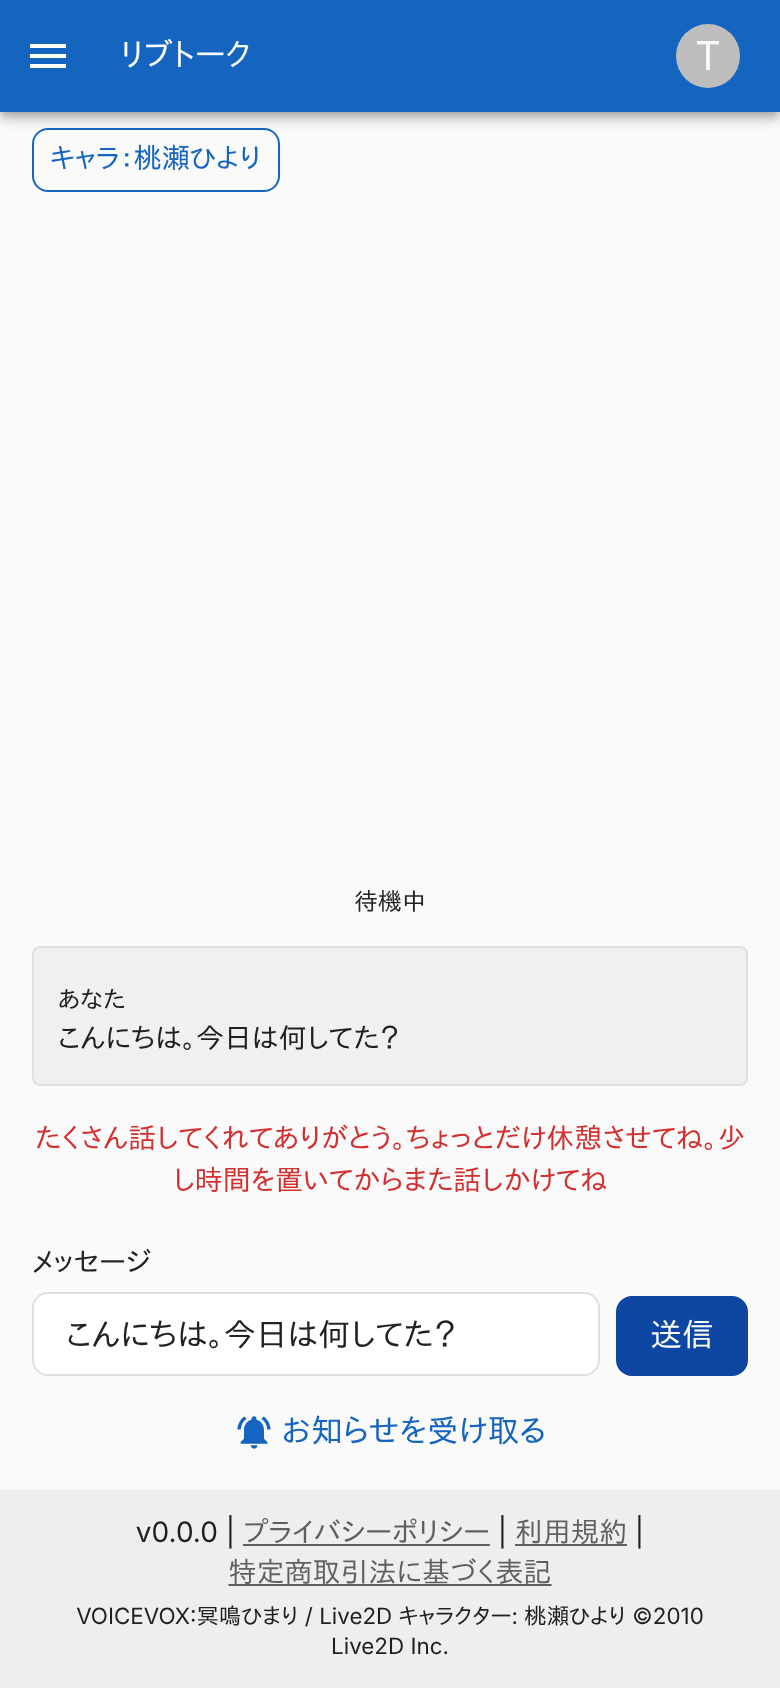 リブトーク
T
キャラ：桃瀬ひより
待機中
あなた
こんにちは。今日は何してた？
たくさん話してくれてありがとう。ちょっとだけ休憩させてね。少
し時間を置いてからまた話しかけてね
メッセージ
こんにちは。今日は何してた？
送信
お知らせを受け取る
v0.0.0 | プライバシーポリシー | 利用規約 |
特定商取引法に基づく表記
VOICEVOX:冥鳴ひまり / Live2D キャラクター: 桃瀬ひより ©2010
Live2D Inc.